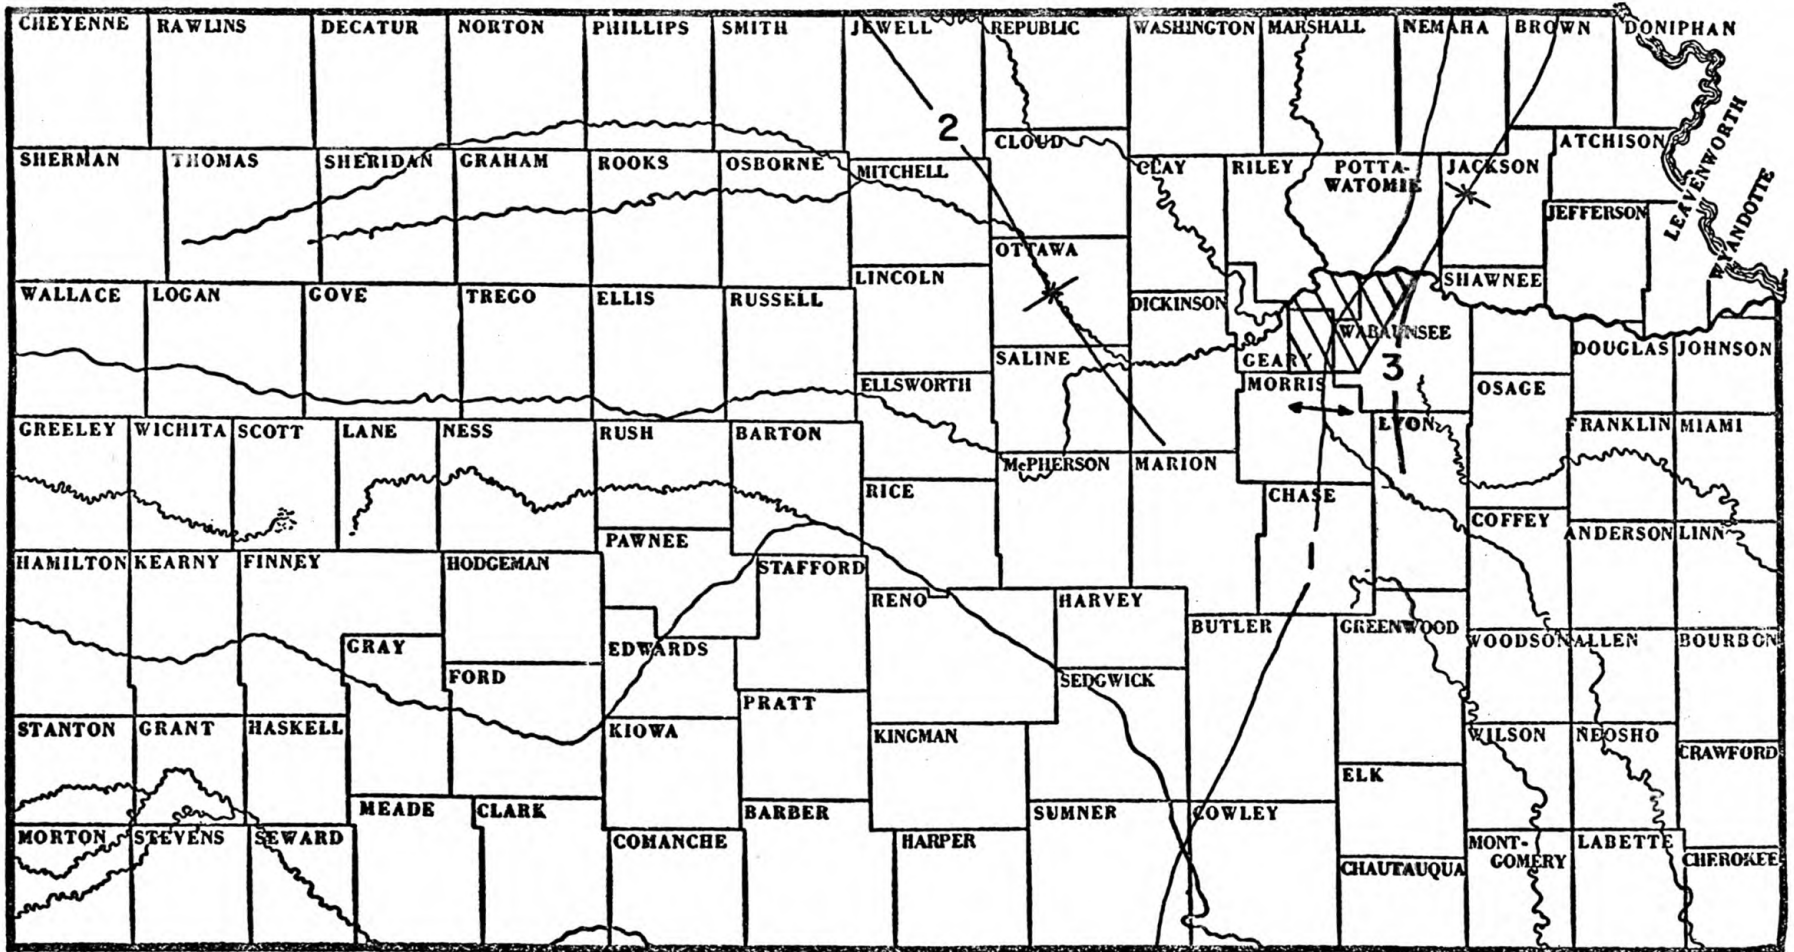 CHEYENNE RAWLINS DECATUR NORTON PHILLIPS SMITH JEWELL REPUBLIC WASHINGTON MARSHALL NEMAHA BROWN DONIPHAN
2
CLOUD ATCHISON
LEAVENWORTH
SHERMAN THOMAS SHERIDAN GRAHAM ROOKS OSBORNE MITCHELL CLAY RILEY POTTA-
WATOMIE
JACKSON
WYANDOTTE
JEFFERSON
OTTAWA
LINCOLN SHAWNEE
WALLACE LOGAN GOVE TREGO ELLIS RUSSELL DICKINSON
WABAUNSEE
SALINE GEARY 3 DOUGLAS JOHNSON
ELLSWORTH MORRIS OSAGE
GREELEY WICHITA SCOTT LANE NESS RUSH BARTON LYON FRANKLIN MIAMI
McPHERSON MARION
RICE CHASE
COFFEY
PAWNEE ANDERSON LINN
HAMILTON KEARNY FINNEY HODGEMAN STAFFORD 1
RENO HARVEY
BUTLER GREENWOOD
GRAY EDWARDS WOODSON ALLEN BOURBON
FORD SEDGWICK
PRATT
STANTON GRANT HASKELL KIOWA KINGMAN WILSON NEOSHO
CRAWFORD
ELK
MEADE CLARK BARBER SUMNER COWLEY
MORTON STEVENS SEWARD COMANCHE HARPER MONT-
GOMERY
LABETTE
CHEROKEE
CHAUTAUQUA